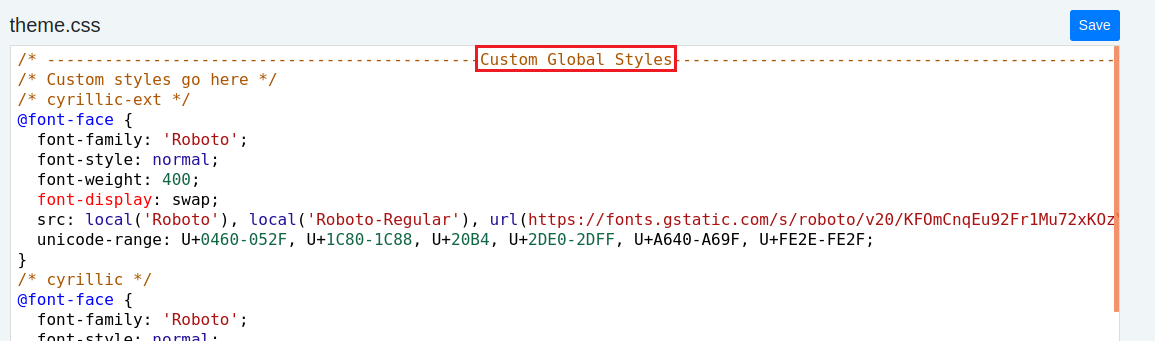 theme.css
Save
/* ---------------------------------------------Custom Global Styles----------------------------------------------
/* Custom styles go here */
/* cyrillic-ext */
@font-face {
  font-family: 'Roboto';
  font-style: normal;
  font-weight: 400;
  font-display: swap;
  src: local('Roboto'), local('Roboto-Regular'), url(https://fonts.gstatic.com/s/roboto/v20/KFOmCnqEu92Fr1Mu72xKOz
  unicode-range: U+0460-052F, U+1C80-1C88, U+20B4, U+2DE0-2DFF, U+A640-A69F, U+FE2E-FE2F;
}
/* cyrillic */
@font-face {
  font-family: 'Roboto';
  font-style: normal;